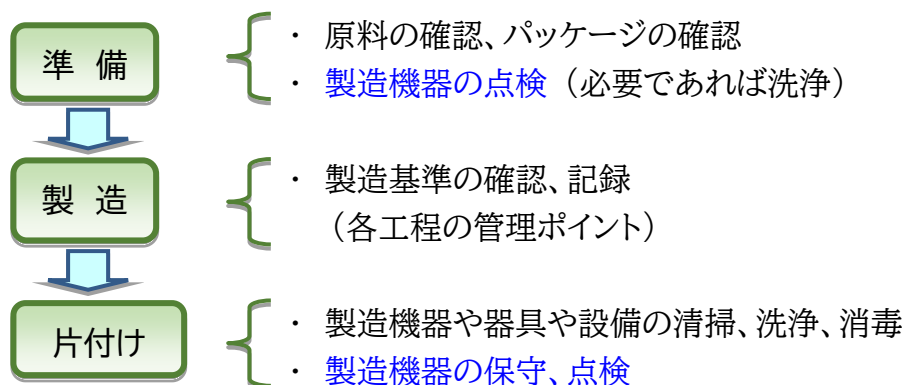 準 備
・ 原料の確認、パッケージの確認
・ 製造機器の点検（必要であれば洗浄）
製 造
・ 製造基準の確認、記録
（各工程の管理ポイント）
片付け
・ 製造機器や器具や設備の清掃、洗浄、消毒
・ 製造機器の保守、点検